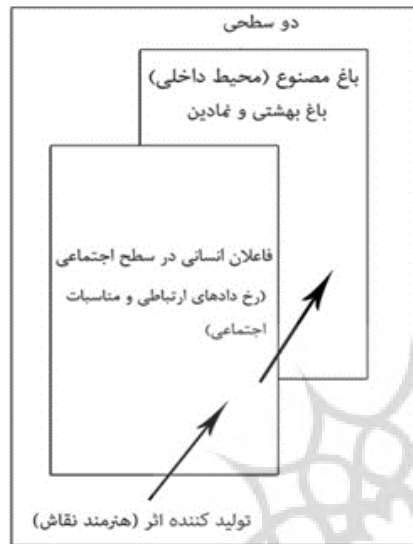 دو سطحی
باغ مصنوع (محیط داخلی)
باغ بهشتی و نمادین
فاعلان انسانی در سطح اجتماعی
(رخ دادهای ارتباطی و مناسبات
اجتماعی)
تولید کننده اثر (هنرمند نقاش)